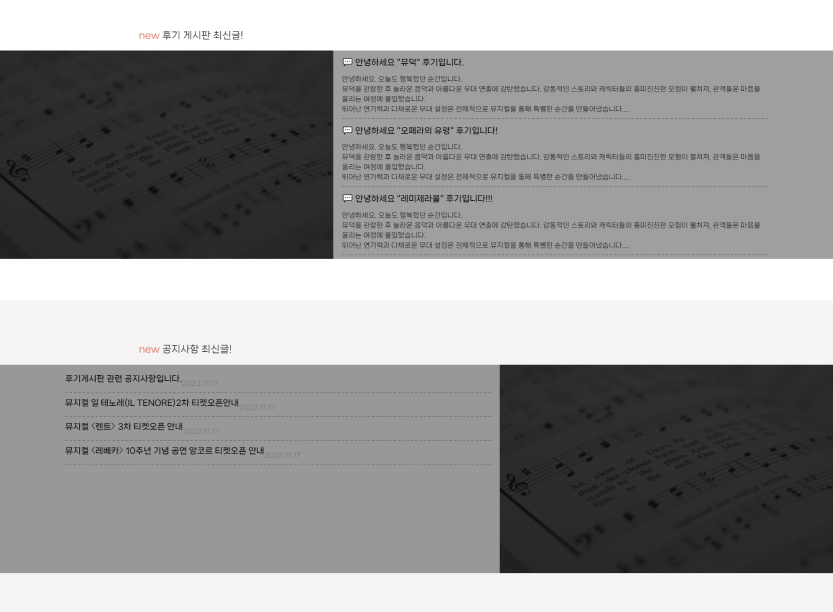 new 후기 게시판 최신글!
안녕하세요 "뮤덕" 후기입니다.
안녕하세요. 오늘도 행복했던 순간입니다.
뮤덕을 관람한 후 놀라운 음악과 아름다운 무대 연출에 감탄했습니다. 감동적인 스토리와 캐릭터들의 흥미진진한 모험이 펼쳐져, 관객들은 마음을
울리는 여정에 몰입했습니다.
뛰어난 연기력과 다채로운 무대 설정은 전체적으로 뮤지컬을 통해 특별한 순간을 만들어냈습니다....
안녕하세요 "오페라의 유령" 후기입니다!
안녕하세요. 오늘도 행복했던 순간입니다.
뮤덕을 관람한 후 놀라운 음악과 아름다운 무대 연출에 감탄했습니다. 감동적인 스토리와 캐릭터들의 흥미진진한 모험이 펼쳐져, 관객들은 마음을
울리는 여정에 몰입했습니다.
뛰어난 연기력과 다채로운 무대 설정은 전체적으로 뮤지컬을 통해 특별한 순간을 만들어냈습니다....
안녕하세요 "레미제라블" 후기입니다!!!
안녕하세요. 오늘도 행복했던 순간입니다.
뮤덕을 관람한 후 놀라운 음악과 아름다운 무대 연출에 감탄했습니다. 감동적인 스토리와 캐릭터들의 흥미진진한 모험이 펼쳐져, 관객들은 마음을
울리는 여정에 몰입했습니다.
뛰어난 연기력과 다채로운 무대 설정은 전체적으로 뮤지컬을 통해 특별한 순간을 만들어냈습니다....
new 공지사항 최신글!
후기게시판 관련 공지사항입니다. 2023.11.17
뮤지컬 일 테노레(IL TENORE)2차 티켓오픈안내 2023.11.17
뮤지컬 <렌트> 3차 티켓오픈 안내 2023.11.17
뮤지컬 <레베카> 10주년 기념 공연 앙코르 티켓오픈 안내 2023.11.17